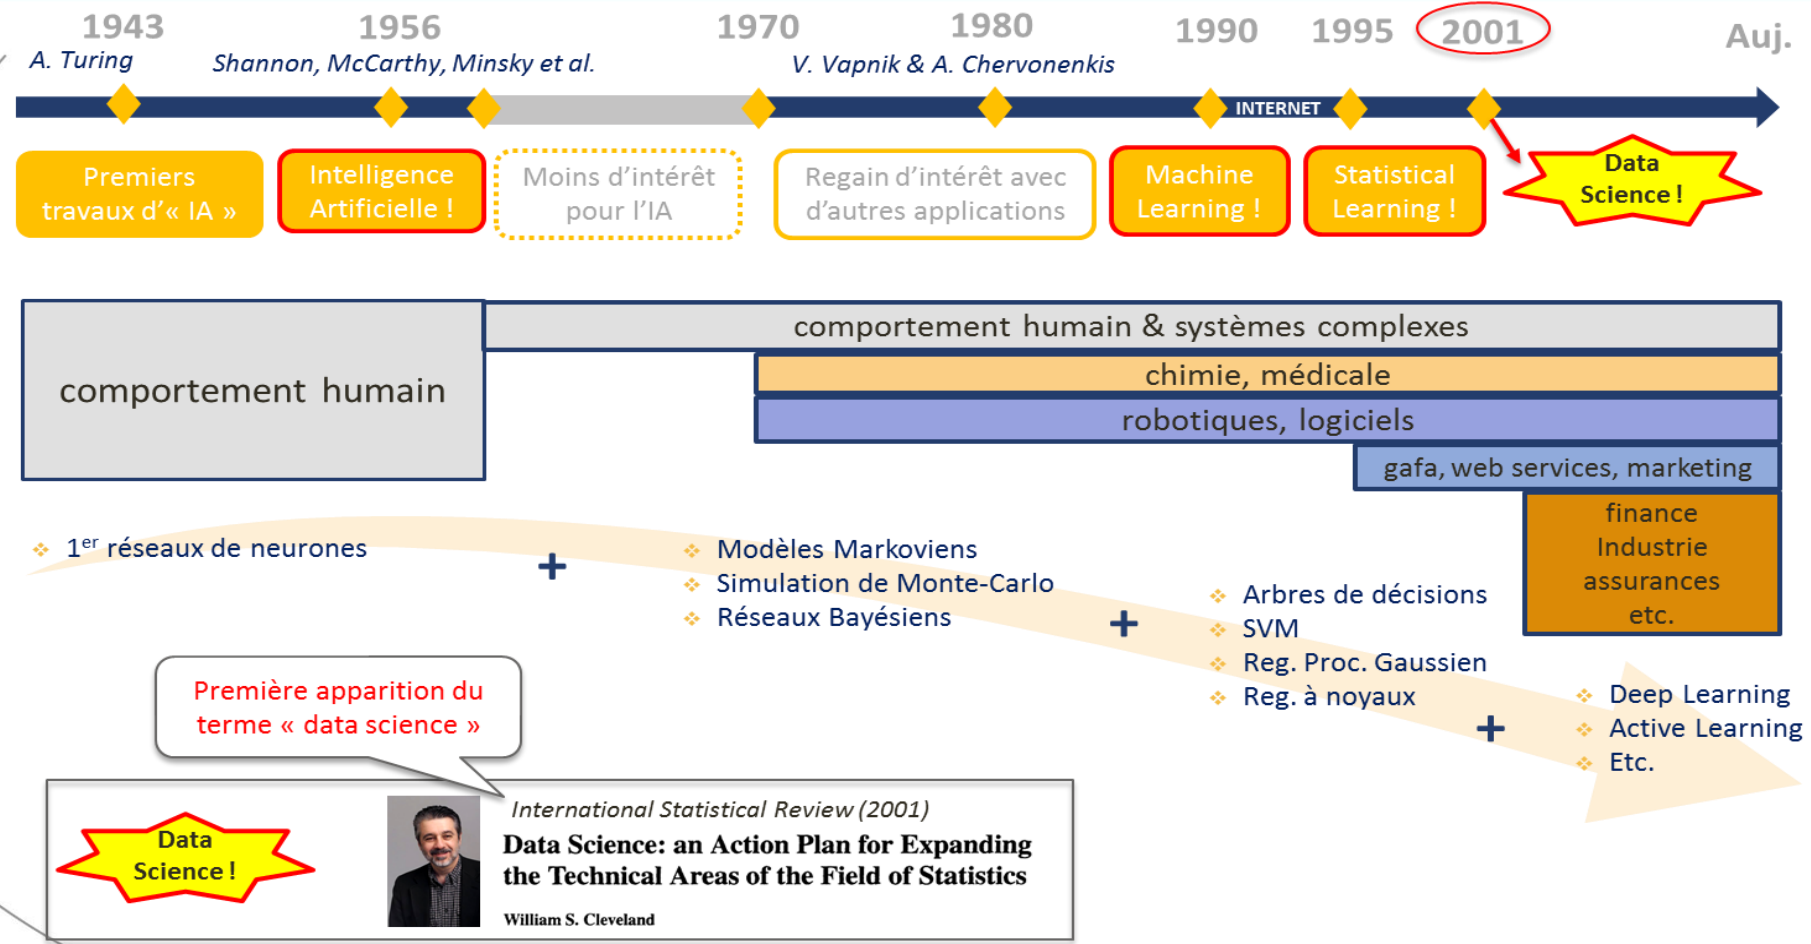 1943
1956
1970
1980
1990
1995
2001
Auj.
A. Turing
Shannon, McCarthy, Minsky et al.
V. Vapnik & A. Chervonenkis
INTERNET
Premiers
travaux d’« IA »
Intelligence
Artificielle !
Moins d’intérêt
pour l’IA
Regain d’intérêt avec
d’autres applications
Machine
Learning !
Statistical
Learning !
Data
Science !
comportement humain
comportement humain & systèmes complexes
chimie, médicale
robotiques, logiciels
gafa, web services, marketing
finance
Industrie
assurances
etc.
1er réseaux de neurones
+
Modèles Markoviens
Simulation de Monte-Carlo
Réseaux Bayésiens
+
Arbres de décisions
SVM
Reg. Proc. Gaussien
Reg. à noyaux
+
Deep Learning
Active Learning
Etc.
Première apparition du
terme « data science »
Data
Science !
International Statistical Review (2001)
Data Science: an Action Plan for Expanding
the Technical Areas of the Field of Statistics
William S. Cleveland